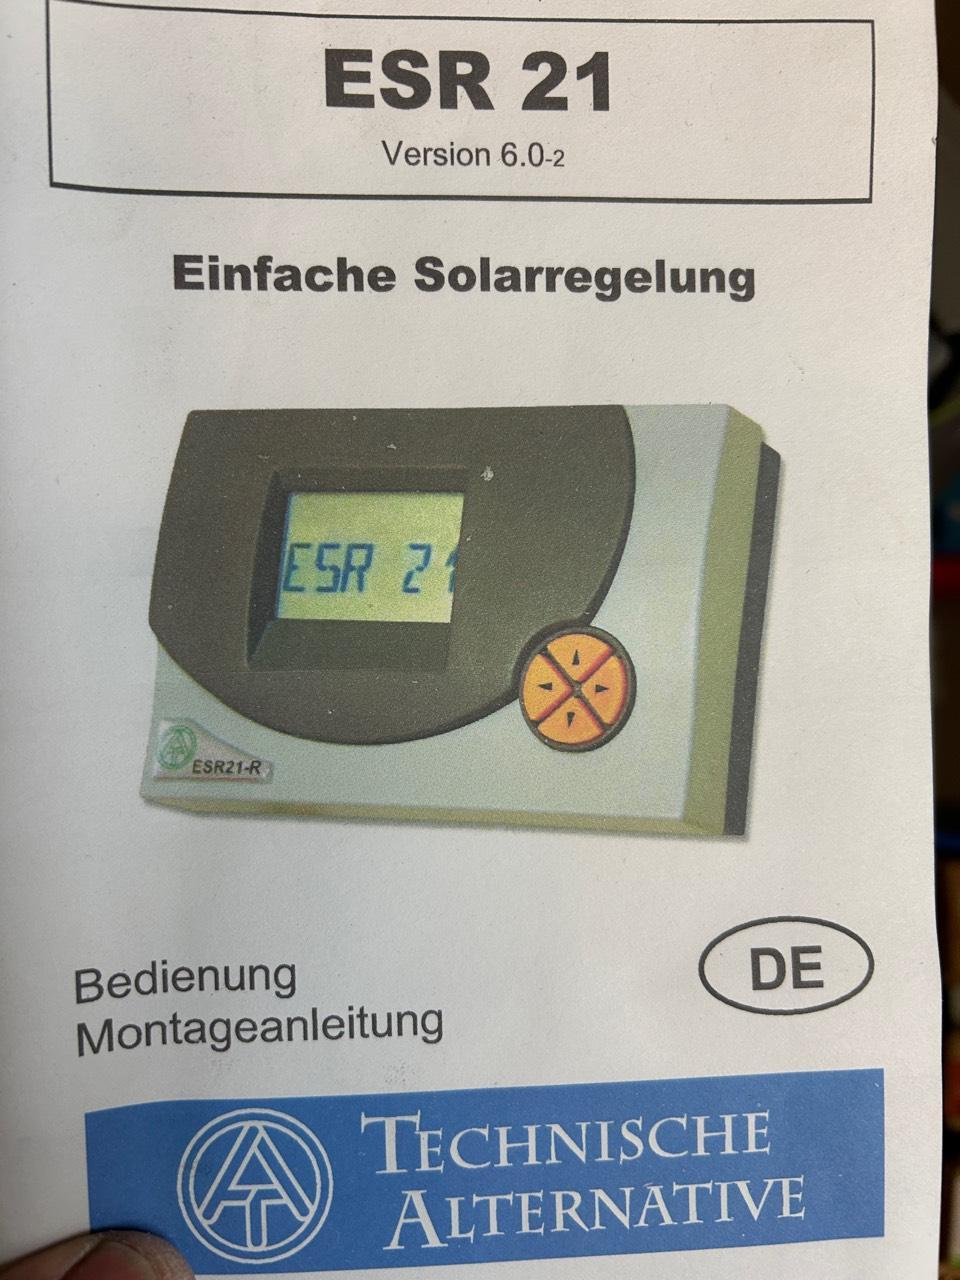 ESR 21
Version 6.0-2
Einfache Solarregelung
ESR 21
ESR21-R
Bedienung
Montageanleitung
DE
TECHNISCHE
ALTERNATIVE